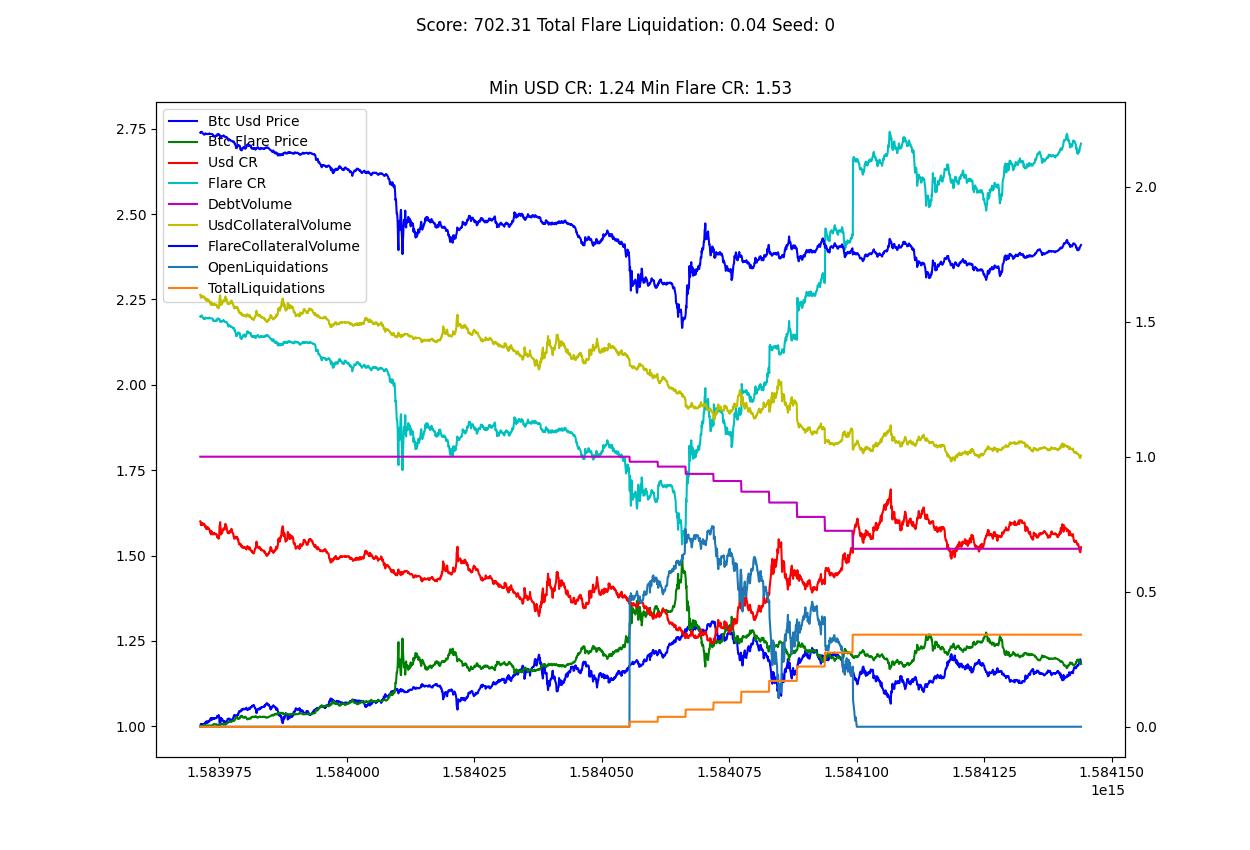 Score: 702.31 Total Flare Liquidation: 0.04 Seed: 0
Min USD CR: 1.24 Min Flare CR: 1.53
Btc Usd Price
Btc Flare Price
Usd CR
Flare CR
DebtVolume
UsdCollateralVolume
FlareCollateralVolume
OpenLiquidations
TotalLiquidations
2.75
2.50
2.25
2.00
1.75
1.50
1.25
1.00
2.0
1.5
1.0
0.5
0.0
1.583975
1.584000
1.584025
1.584050
1.584075
1.584100
1.584125
1.584150
1e15